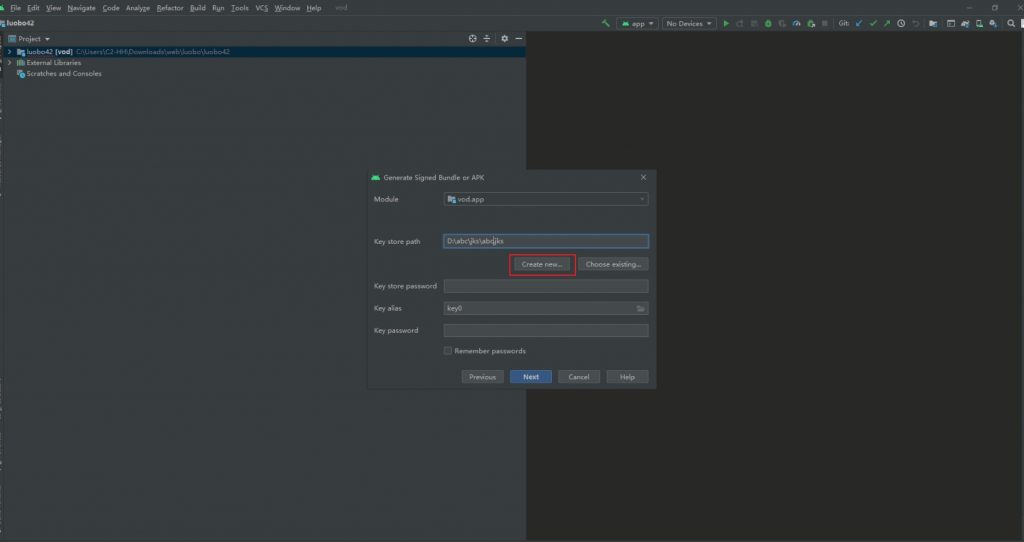 File Edit View Navigate Code Analyze Refactor Build Run Tools VCS Window Help vod
luobo42 app No Devices Git:
Project
luobo42 [vod] C:\Users\C2-HH\Downloads\web\luobo\luobo42
External Libraries
Scratches and Consoles
Generate Signed Bundle or APK
Module vod.app
Key store path D:\abc\jks\abc.jks
Create new... Choose existing...
Key store password
Key alias key0
Key password
Remember passwords
Previous Next Cancel Help